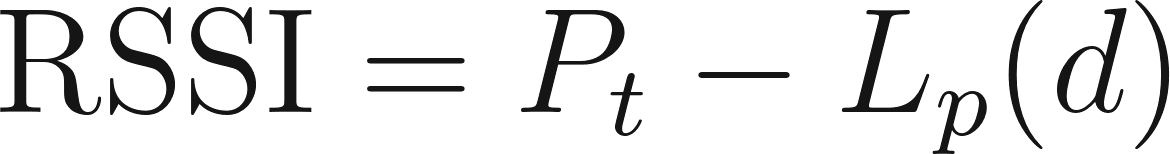 RSSI = P_t − L_p(d)